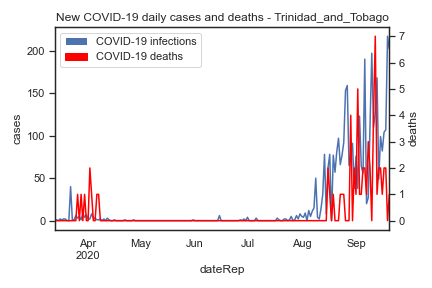 New COVID-19 daily cases and deaths - Trinidad_and_Tobago
COVID-19 infections
COVID-19 deaths
200
150
100
50
0
cases
7
6
5
4
3
2
1
0
deaths
Apr May Jun Jul Aug Sep
2020
dateRep